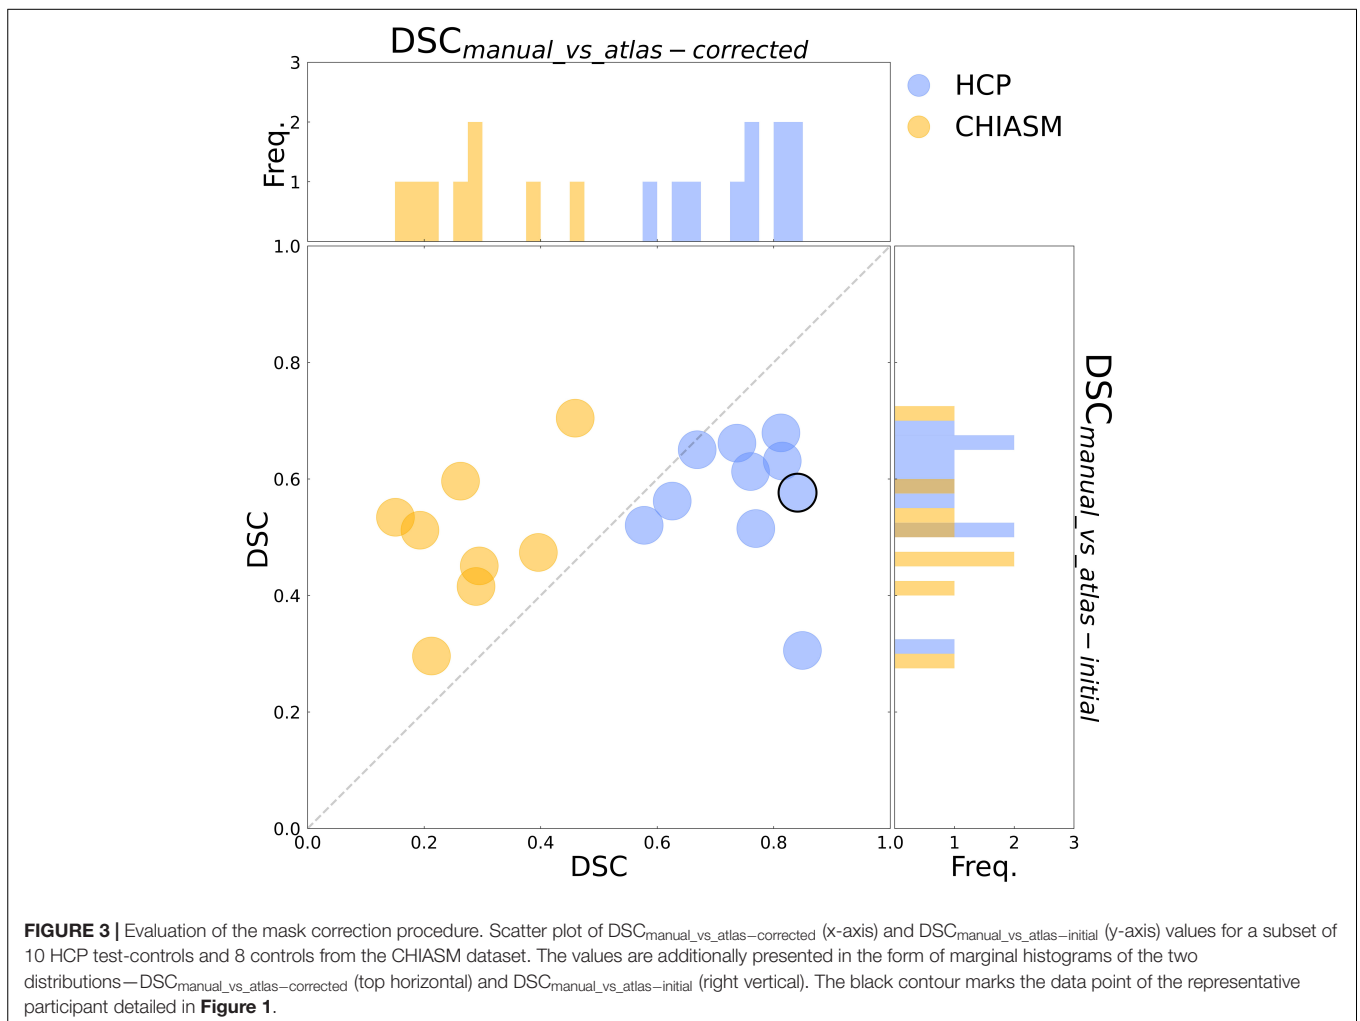 DSCmanual_vs_atlas−corrected
HCP
CHIASM
Freq.
3
2
1
1.0
0.8
0.6
0.4
0.2
0.0
DSC
0.0 0.2 0.4 0.6 0.8 1.0
DSC
0 1 2 3
Freq.
DSCmanual_vs_atlas−initial
FIGURE 3 | Evaluation of the mask correction procedure. Scatter plot of DSCmanual_vs_atlas−corrected (x-axis) and DSCmanual_vs_atlas−initial (y-axis) values for a subset of
10 HCP test-controls and 8 controls from the CHIASM dataset. The values are additionally presented in the form of marginal histograms of the two
distributions—DSCmanual_vs_atlas−corrected (top horizontal) and DSCmanual_vs_atlas−initial (right vertical). The black contour marks the data point of the representative
participant detailed in Figure 1.